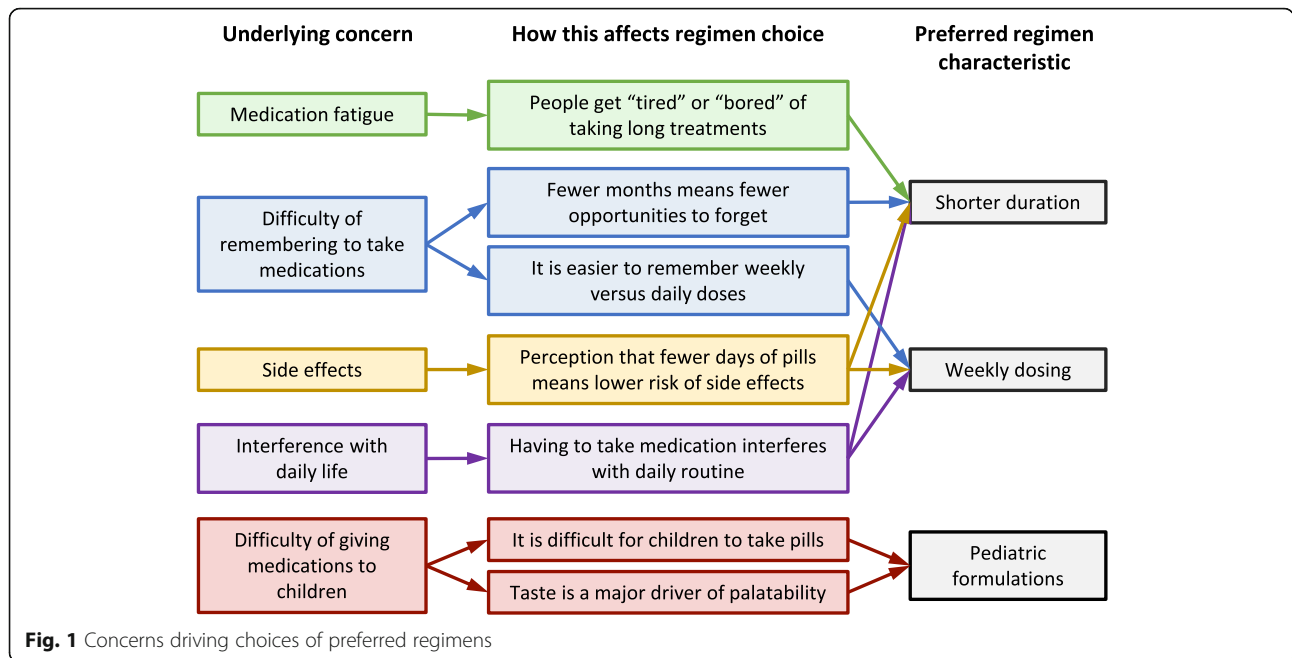 Underlying concern
How this affects regimen choice
Preferred regimen
characteristic
Medication fatigue
People get “tired” or “bored” of
taking long treatments
Difficulty of
remembering to take
medications
Fewer months means fewer
opportunities to forget
It is easier to remember weekly
versus daily doses
Shorter duration
Side effects
Perception that fewer days of pills
means lower risk of side effects
Weekly dosing
Interference with
daily life
Having to take medication interferes
with daily routine
Difficulty of giving
medications to
children
It is difficult for children to take pills
Taste is a major driver of palatability
Pediatric
formulations
Fig. 1 Concerns driving choices of preferred regimens